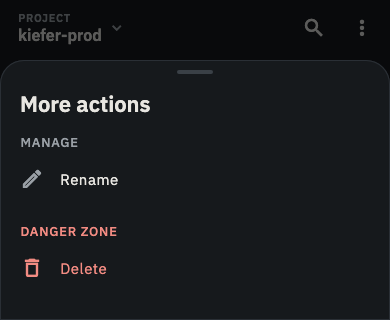 PROJECT
kiefer-prod
More actions
MANAGE
Rename
DANGER ZONE
Delete